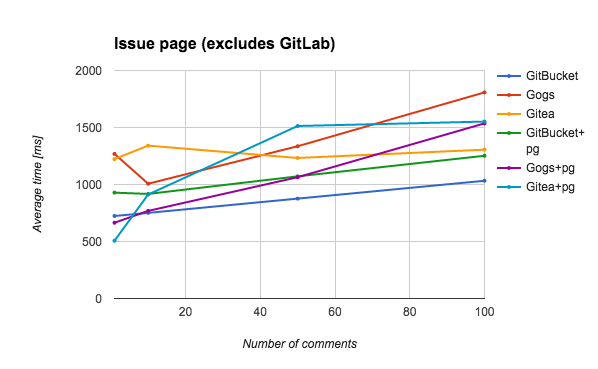 Issue page (excludes GitLab)
2000
1500
1000
500
0
Average time [ms]
20
40
60
80
100
Number of comments
GitBucket
Gogs
Gitea
GitBucket+
pg
Gogs+pg
Gitea+pg